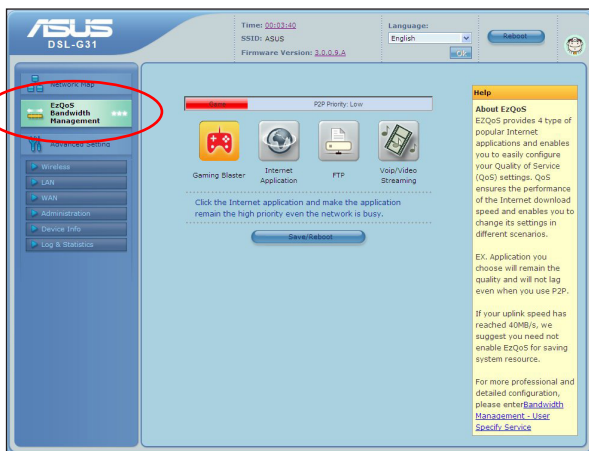 ASUS
DSL-G31
Time: 00:03:40
SSID: ASUS
Firmware Version: 3.0.0.9.A
Language:
English
OK
Reboot
Network Map
EzQoS
Bandwidth
Management
Advanced Setting
Wireless
LAN
WAN
Administration
Device Info
Log & Statistics
P2P Priority: Low
Gaming Blaster
Internet
Application
FTP
Voip/Video
Streaming
Click the Internet application and make the application
remain the high priority even the network is busy.
Save/Reboot
Help
About EzQoS
EZQoS provides 4 type of
popular Internet
applications and enables
you to easily configure
your Quality of Service
(QoS) settings. QoS
ensures the performance
of the Internet download
speed and enables you to
change its settings in
different scenarios.
EX. Application you
choose will remain the
quality and will not lag
even when you use P2P.
If your uplink speed has
reached 40MB/s, we
suggest you need not
enable EzQoS for saving
system resource.
For more professional and
detailed configuration,
please enterBandwidth
Management - User
Specify Service